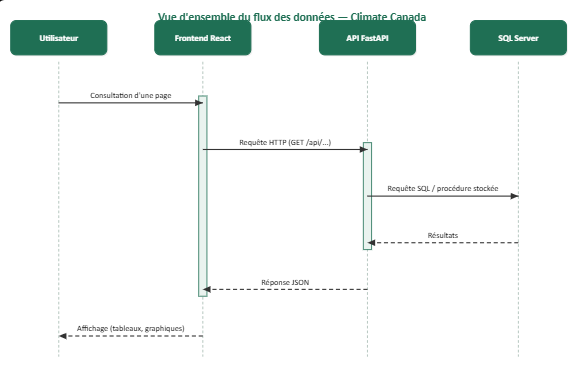 Vue d'ensemble du flux des données — Climate Canada
Utilisateur
Frontend React
API FastAPI
SQL Server
Consultation d'une page
Requête HTTP (GET /api/...)
Requête SQL / procédure stockée
Résultats
Réponse JSON
Affichage (tableaux, graphiques)